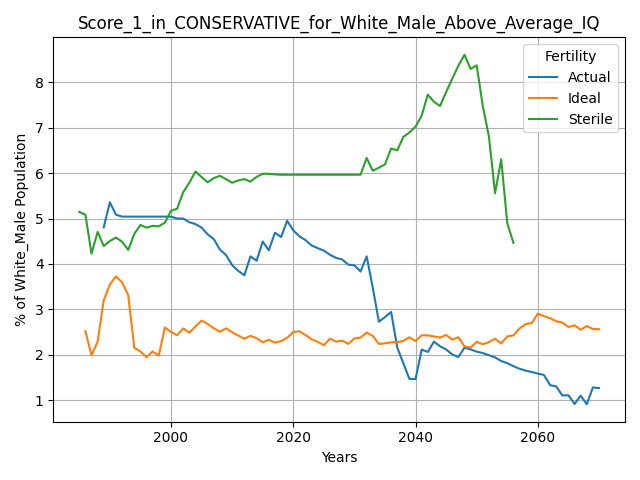 Score_1_in_CONSERVATIVE_for_White_Male_Above_Average_IQ
Fertility
Actual
Ideal
Sterile
% of White_Male Population
8
7
6
5
4
3
2
1
2000
2020
2040
2060
Years